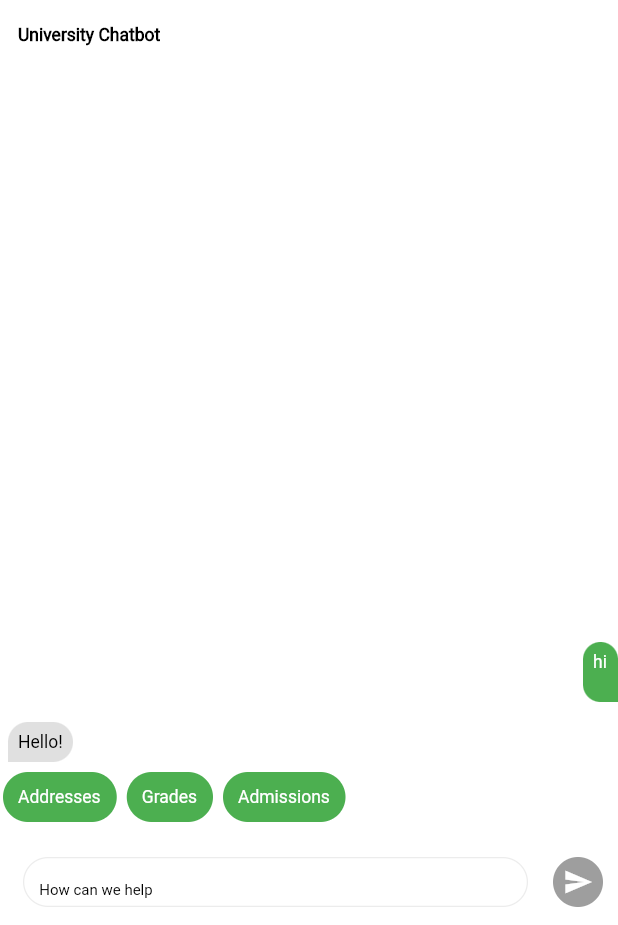 University Chatbot
hi
Hello!
Addresses Grades Admissions
How can we help